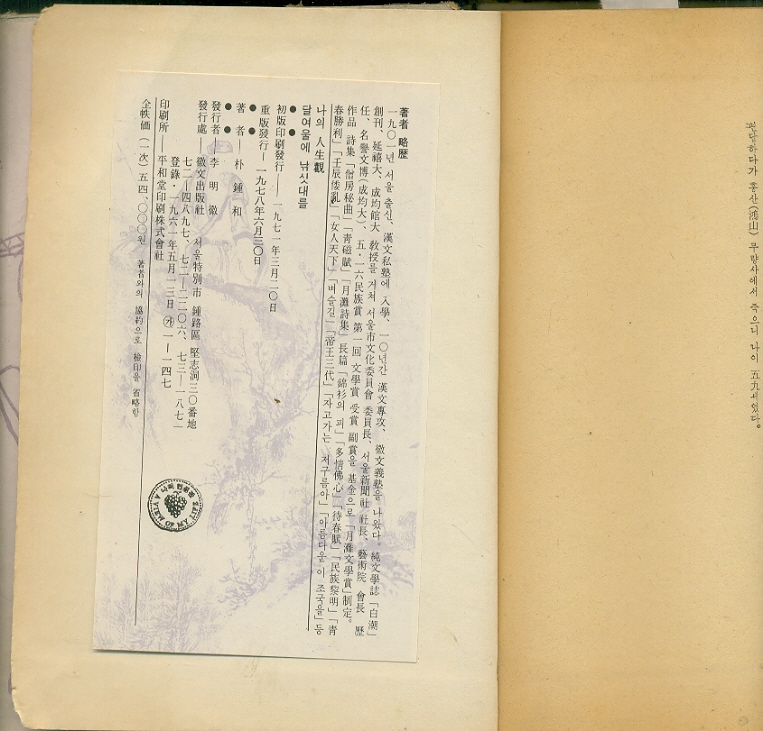 로당하다가 홍산(鴻山) 무량사에서 죽으니 나이 五九세였다。
著者 略歷
一九○一년 서울 출신、漢文私塾에 入學、一○년간 漢文專攻、徽文義塾을 나왔다。純文學誌「白潮」
創刊、延禧大、成均館大 敎授를 거쳐 서울市文化委員會 委員長、서울新聞社 社長、藝術院 會長 歷
任、名譽文博(成均大)、五・一六民族賞 第一回 文學賞 受賞 副賞을 基金으로「月灘文學賞」制定。
作品 詩集「僧房秘曲」「靑磁賦」「月灘詩集」長篇「錦衫의 피」「多情佛心」「待春賦」「民族黎明」「靑
春勝利」「壬辰倭亂」「女人天下」「벼슬길」「帝王三代」「자고가는 저구름아」「아름다운 이 조국을」등
나의 人生觀
달여울에 낚싯대를
初版印刷發行──一九七一年三月二○日
重版發行──一九七八年六月三○日
著 者──朴 鍾 和
發行者──李 明 徽
發行處──徽文出版社
서울特別市 鍾路區 堅志洞三○番地
七二─四八九七、七二─二二○六、七三─一八七一
登錄・一九六一年五月一三日 ㉮ 一─一四七
印刷所──平和堂印刷株式會社
全帙価(一次)五四、○○○원
著者와의 協約으로 檢印을 省略함